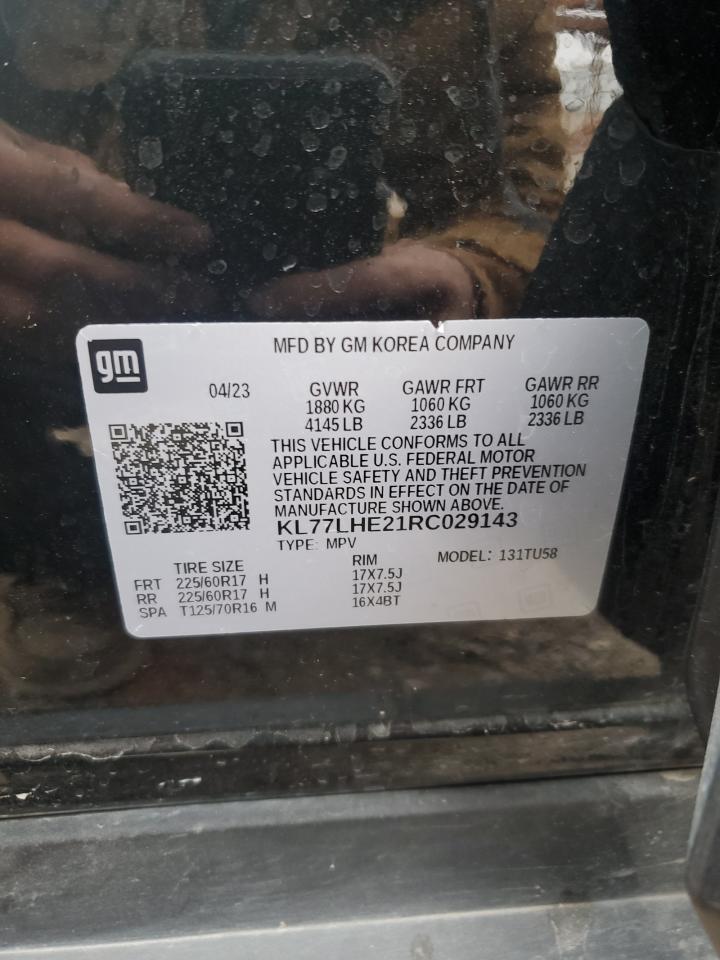 gm
MFD BY GM KOREA COMPANY
04/23
GVWR GAWR FRT GAWR RR
1880 KG 1060 KG 1060 KG
4145 LB 2336 LB 2336 LB
THIS VEHICLE CONFORMS TO ALL
APPLICABLE U.S. FEDERAL MOTOR
VEHICLE SAFETY AND THEFT PREVENTION
STANDARDS IN EFFECT ON THE DATE OF
MANUFACTURE SHOWN ABOVE.
KL77LHE21RC029143
TYPE: MPV MODEL: 131TU58
TIRE SIZE RIM
FRT 225/60R17 H 17X7.5J
RR 225/60R17 H 17X7.5J
SPA T125/70R16 M 16X4BT